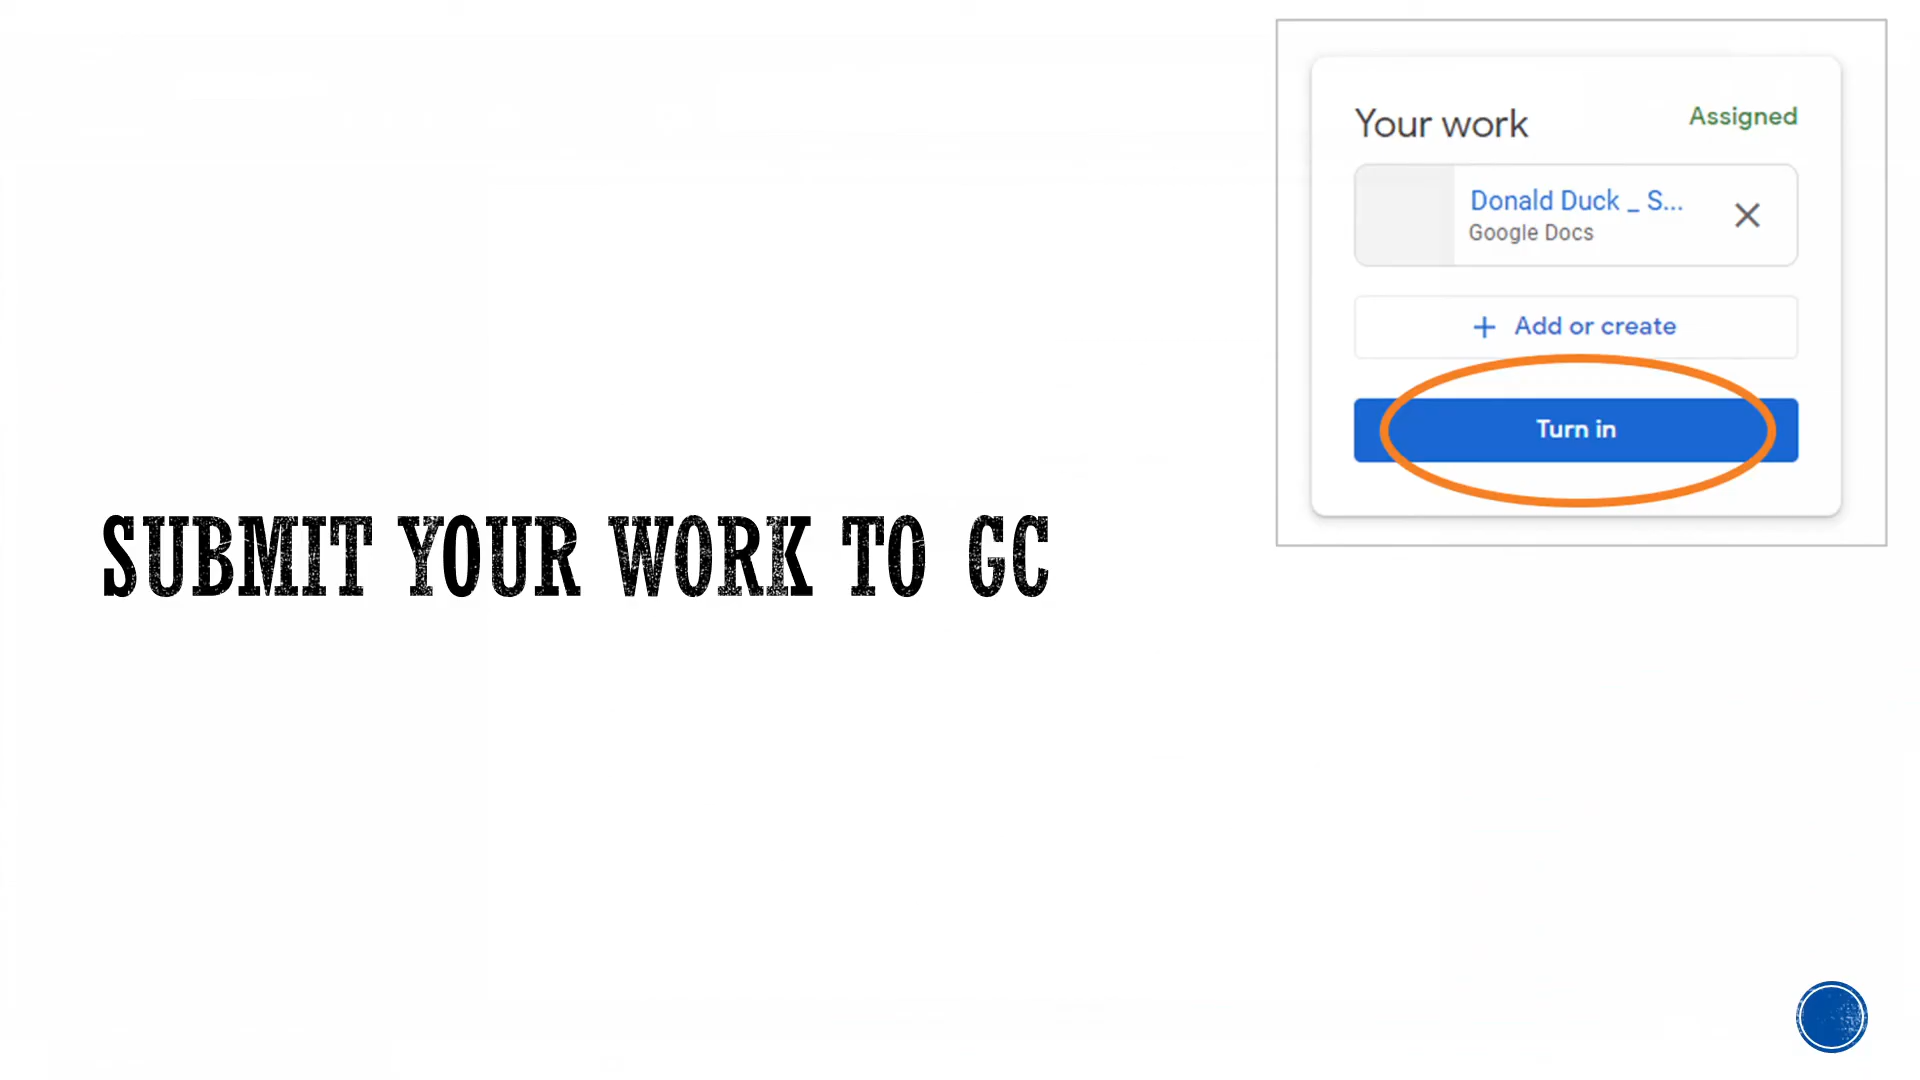 Your work
Assigned
Donald Duck _ S...
Google Docs
+ Add or create
Turn in
SUBMIT YOUR WORK TO GC